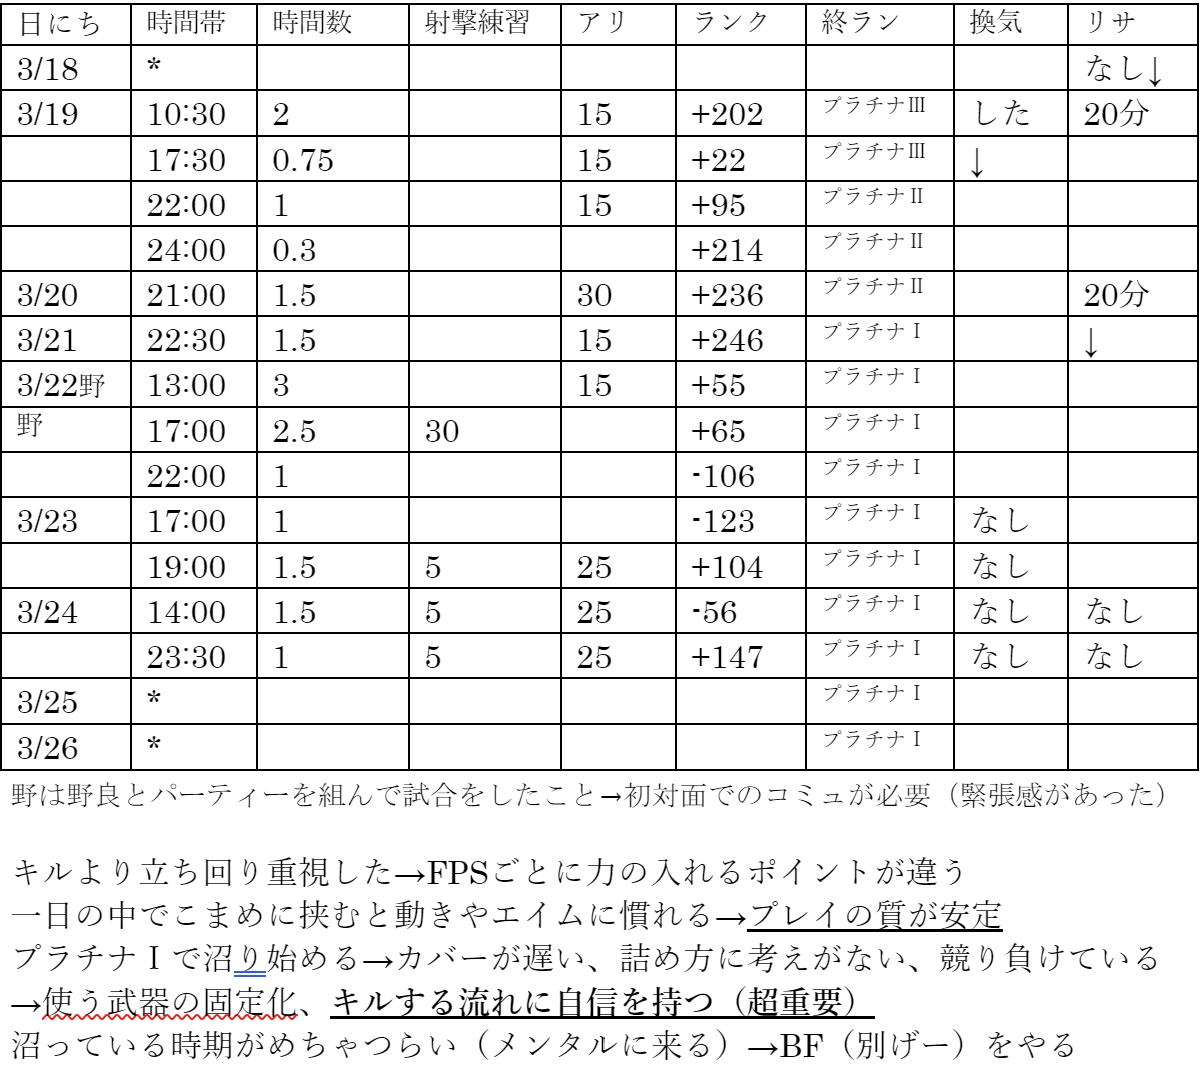 日にち 時間帯 時間数 射撃練習 アリ ランク 終ラン 換気 リサ
3/18 * なし↓
3/19 10:30 2 15 +202 プラチナⅢ した 20分
17:30 0.75 15 +22 プラチナⅢ ↓
22:00 1 15 +95 プラチナⅡ
24:00 0.3 +214 プラチナⅡ
3/20 21:00 1.5 30 +236 プラチナⅡ 20分
3/21 22:30 1.5 15 +246 プラチナⅠ ↓
3/22野 13:00 3 15 +55 プラチナⅠ
野 17:00 2.5 30 +65 プラチナⅠ
22:00 1 -106 プラチナⅠ
3/23 17:00 1 -123 プラチナⅠ なし
19:00 1.5 5 25 +104 プラチナⅠ なし
3/24 14:00 1.5 5 25 -56 プラチナⅠ なし なし
23:30 1 5 25 +147 プラチナⅠ なし なし
3/25 * プラチナⅠ
3/26 * プラチナⅠ
野は野良とパーティーを組んで試合をしたこと→初対面でのコミュが必要（緊張感があった）
キルより立ち回り重視した→FPSごとに力の入れるポイントが違う
一日の中でこまめに挟むと動きやエイムに慣れる→プレイの質が安定
プラチナⅠで沼り始める→カバーが遅い、詰め方に考えがない、競り負けている
→使う武器の固定化、キルする流れに自信を持つ（超重要）
沼っている時期がめちゃつらい（メンタルに来る）→BF（別げー）をやる